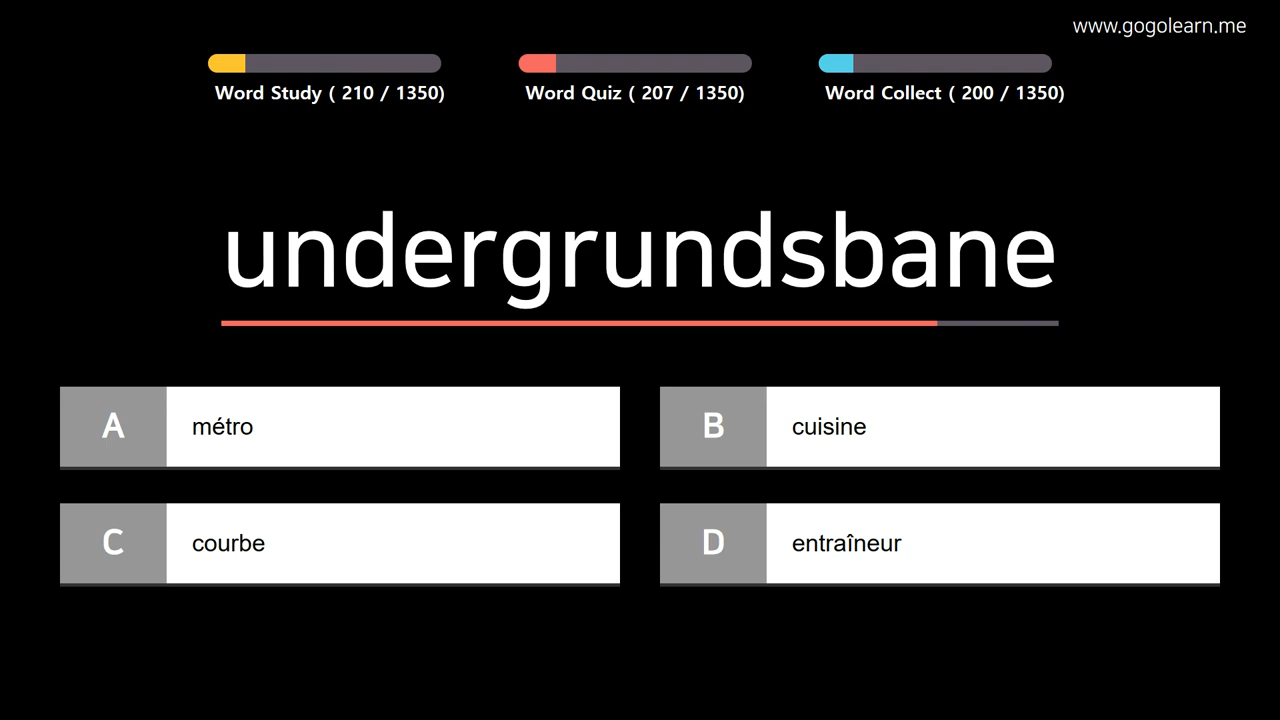 www.gogolearn.me
Word Study ( 210 / 1350)
Word Quiz ( 207 / 1350)
Word Collect ( 200 / 1350)
undergrundsbane
A métro
B cuisine
C courbe
D entraîneur